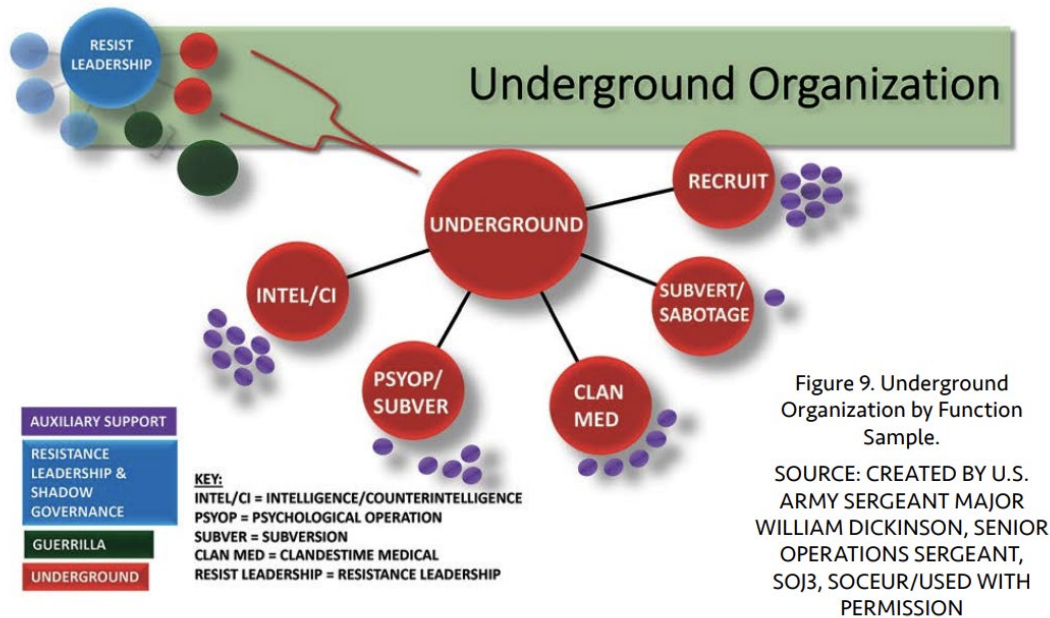 RESIST
LEADERSHIP
Underground Organization
RECRUIT
UNDERGROUND
INTEL/CI
SUBVERT/
SABOTAGE
PSYOP/
SUBVER
CLAN
MED
Figure 9. Underground
Organization by Function
Sample.
SOURCE: CREATED BY U.S.
ARMY SERGEANT MAJOR
WILLIAM DICKINSON, SENIOR
OPERATIONS SERGEANT,
SOJ3, SOCEUR/USED WITH
PERMISSION
AUXILIARY SUPPORT
RESISTANCE
LEADERSHIP &
SHADOW
GOVERNANCE
GUERRILLA
UNDERGROUND
KEY:
INTEL/CI = INTELLIGENCE/COUNTERINTELLIGENCE
PSYOP = PSYCHOLOGICAL OPERATION
SUBVER = SUBVERSION
CLAN MED = CLANDESTIME MEDICAL
RESIST LEADERSHIP = RESISTANCE LEADERSHIP